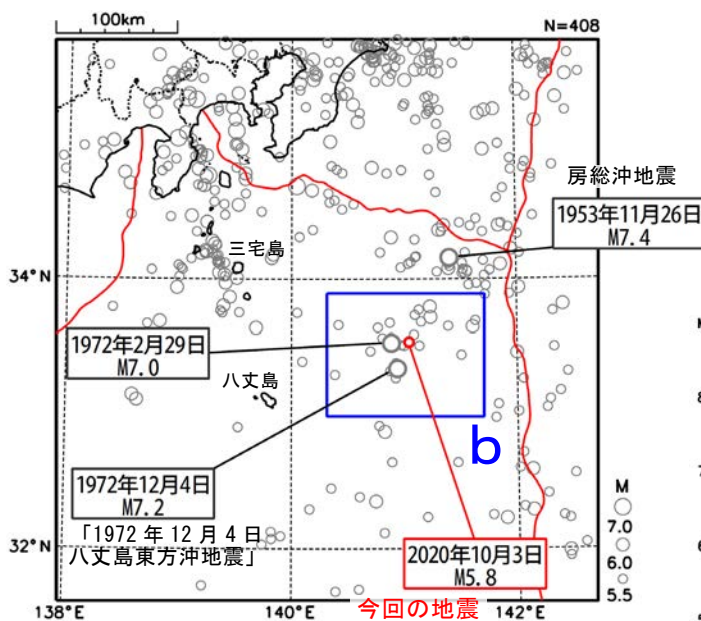 100km
N=408
房総沖地震
1953年11月26日
M7.4
三宅島
34°N
1972年2月29日
M7.0
八丈島
b
1972年12月4日
M7.2
「1972年12月4日
八丈島東方沖地震」
M
7.0
6.0
5.5
32°N
2020年10月3日
M5.8
138°E
140°E
今回の地震
142°E